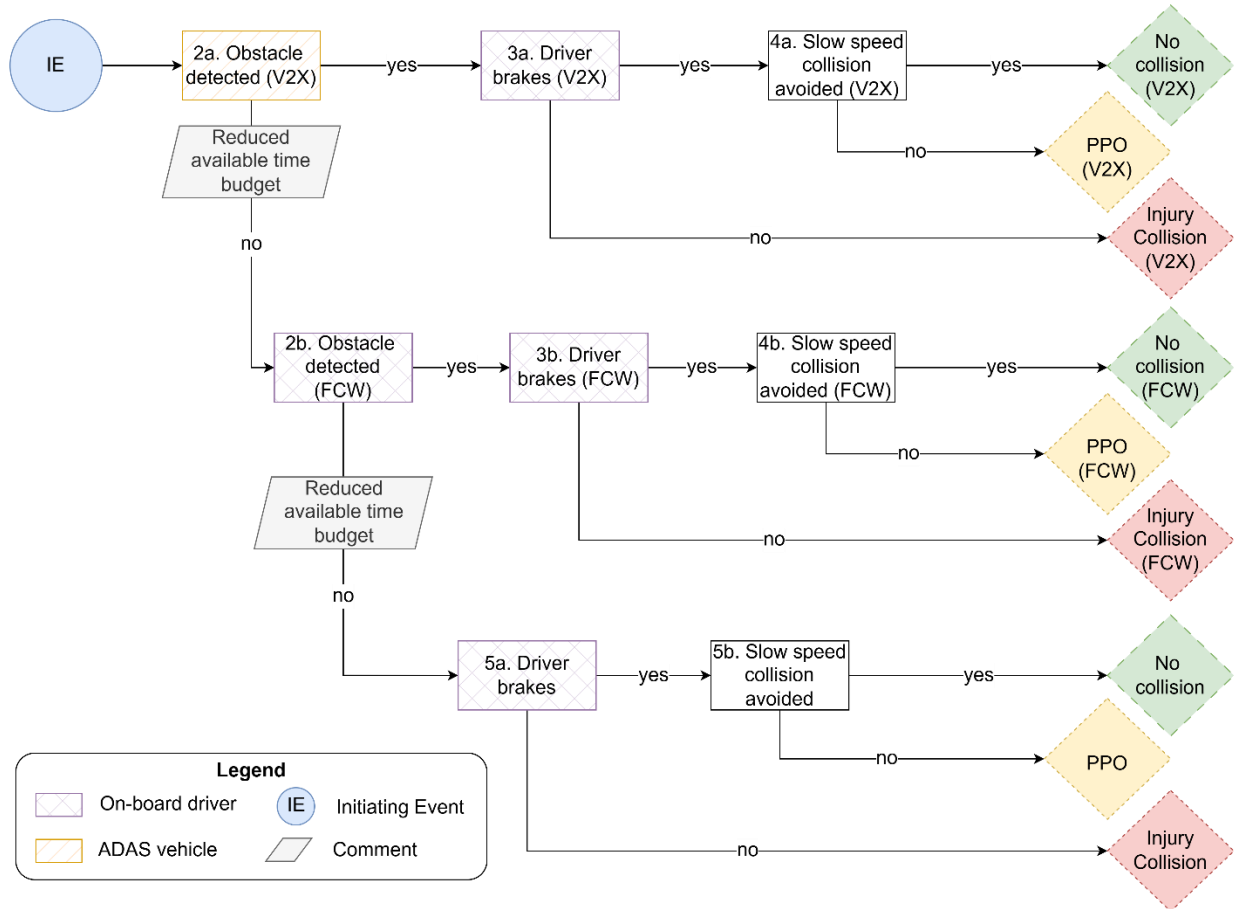 IE
2a. Obstacle
detected (V2X)
yes
3a. Driver
brakes (V2X)
yes
4a. Slow speed
collision
avoided (V2X)
yes
No
collision
(V2X)
Reduced
available time
budget
no
PPO
(V2X)
no
Injury
Collision
(V2X)
no
2b. Obstacle
detected
(FCW)
yes
3b. Driver
brakes (FCW)
yes
4b. Slow speed
collision
avoided (FCW)
yes
No
collision
(FCW)
no
PPO
(FCW)
Reduced
available time
budget
no
Injury
Collision
(FCW)
no
5a. Driver
brakes
yes
5b. Slow speed
collision
avoided
yes
No
collision
no
PPO
no
Injury
Collision
Legend
On-board driver
IE
Initiating Event
ADAS vehicle
Comment